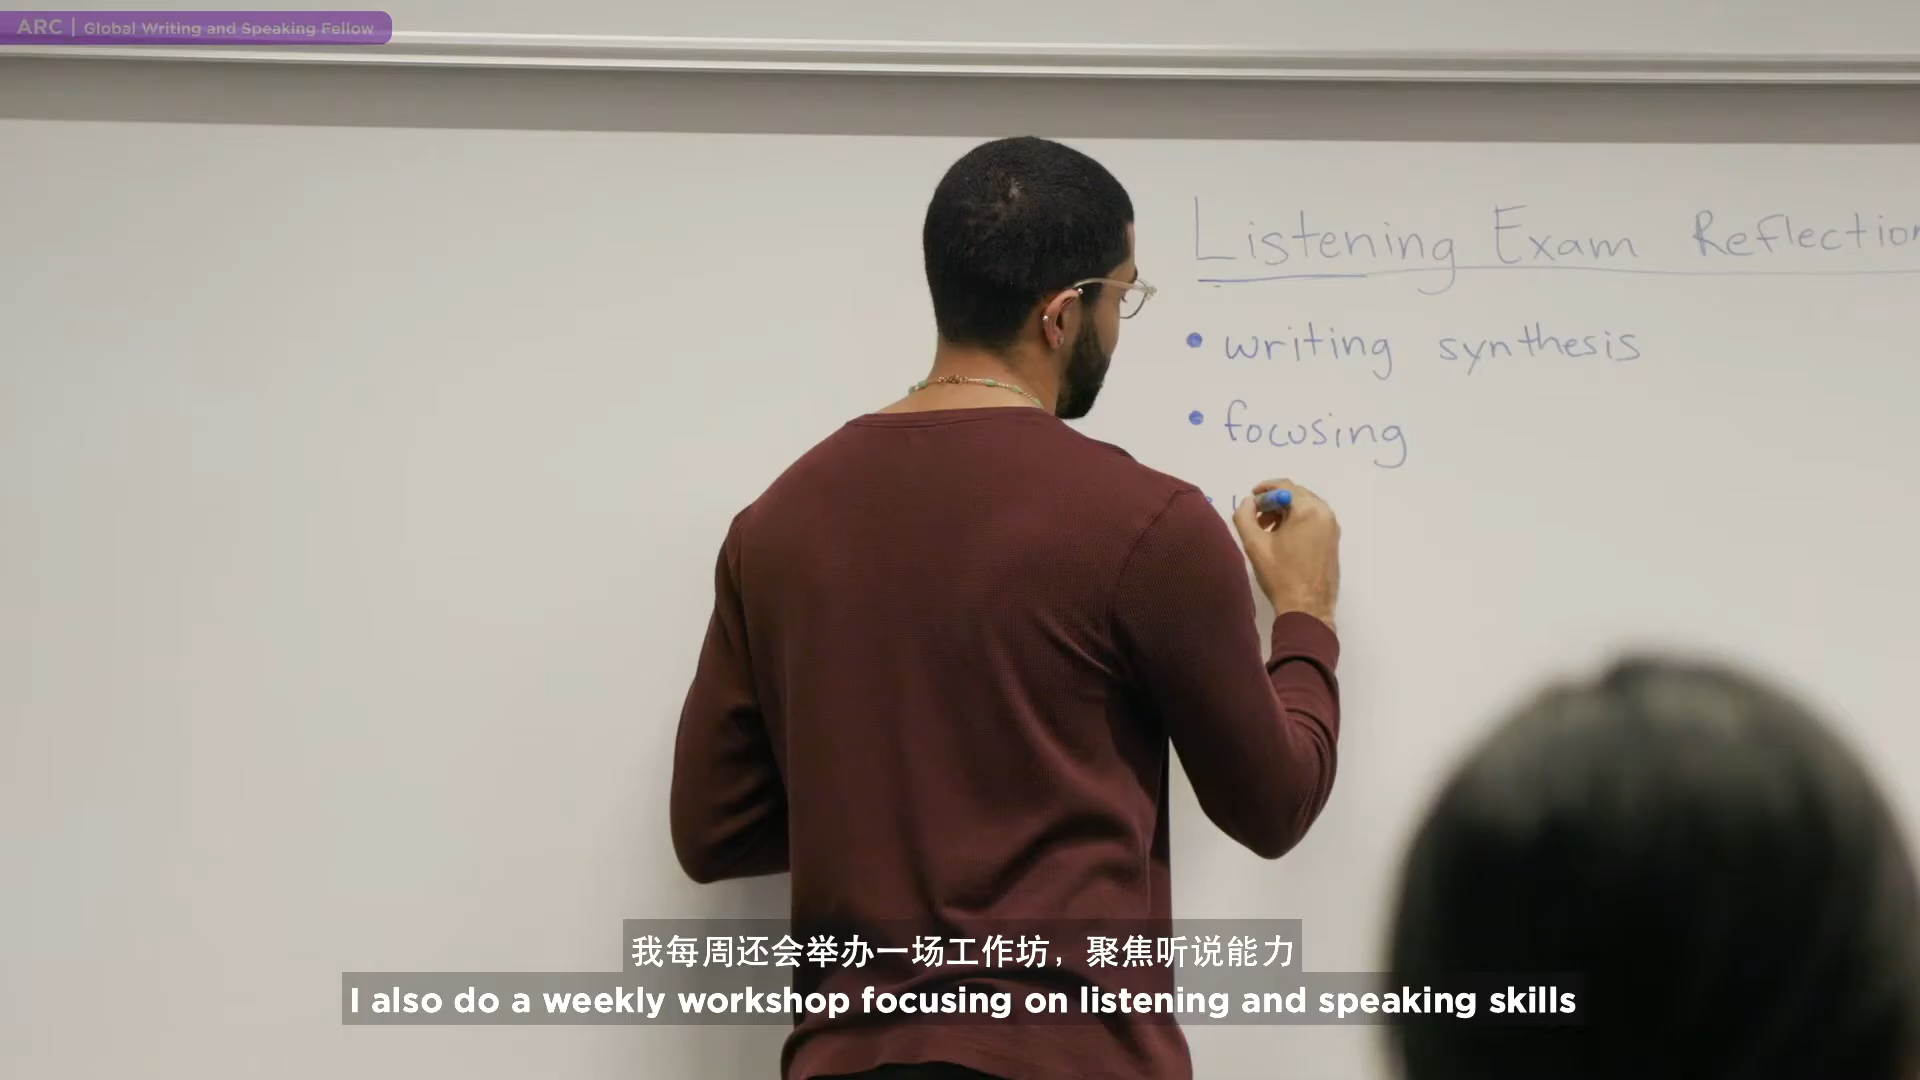 ARC | Global Writing and Speaking Fellow
Listening Exam Reflection
• writing synthesis
• focusing
我每周还会举办一场工作坊，聚焦听说能力
I also do a weekly workshop focusing on listening and speaking skills